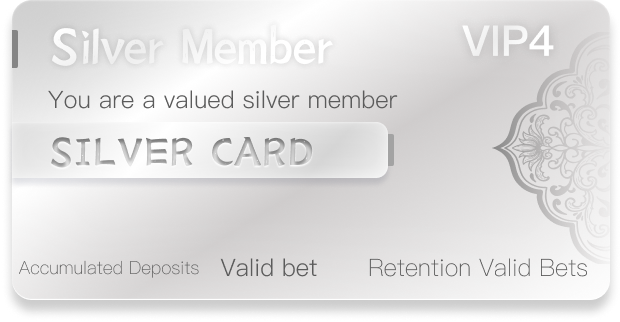 Silver Member
VIP4
You are a valued silver member
SILVER CARD
Accumulated Deposits
Valid bet
Retention Valid Bets